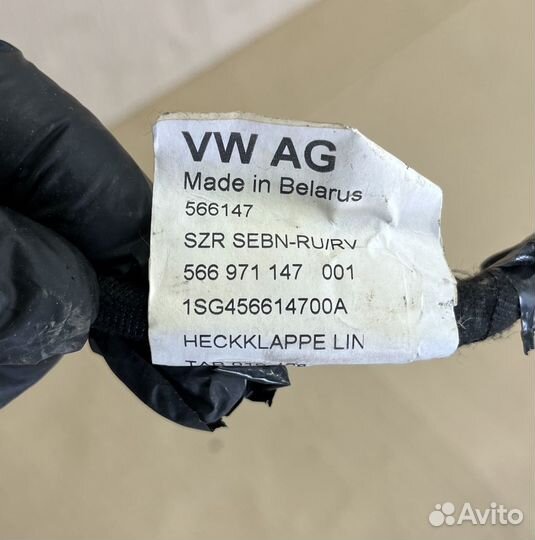 VW AG
Made in Belarus
566147
SZR SEBN-RU/RV
566 971 147 001
1SG456614700A
HECKKLAPPE LIN
Avito